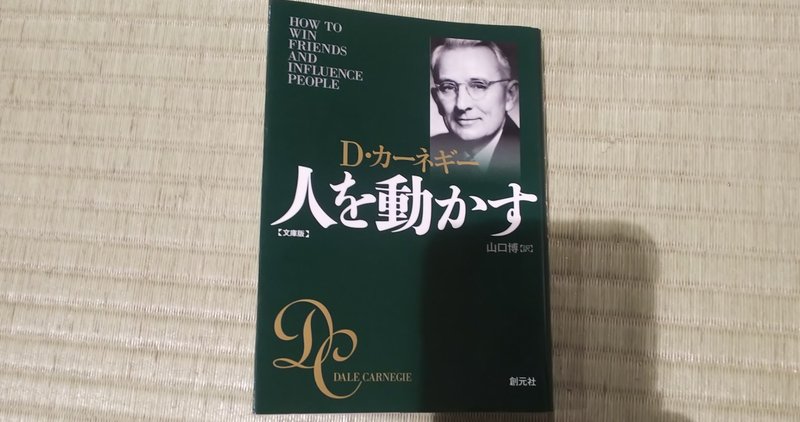 HOW TO
WIN
FRIENDS
AND
INFLUENCE
PEOPLE
D・カーネギー
人を動かす
【文庫版】
山口博【訳】
DC
DALE CARNEGIE
創元社